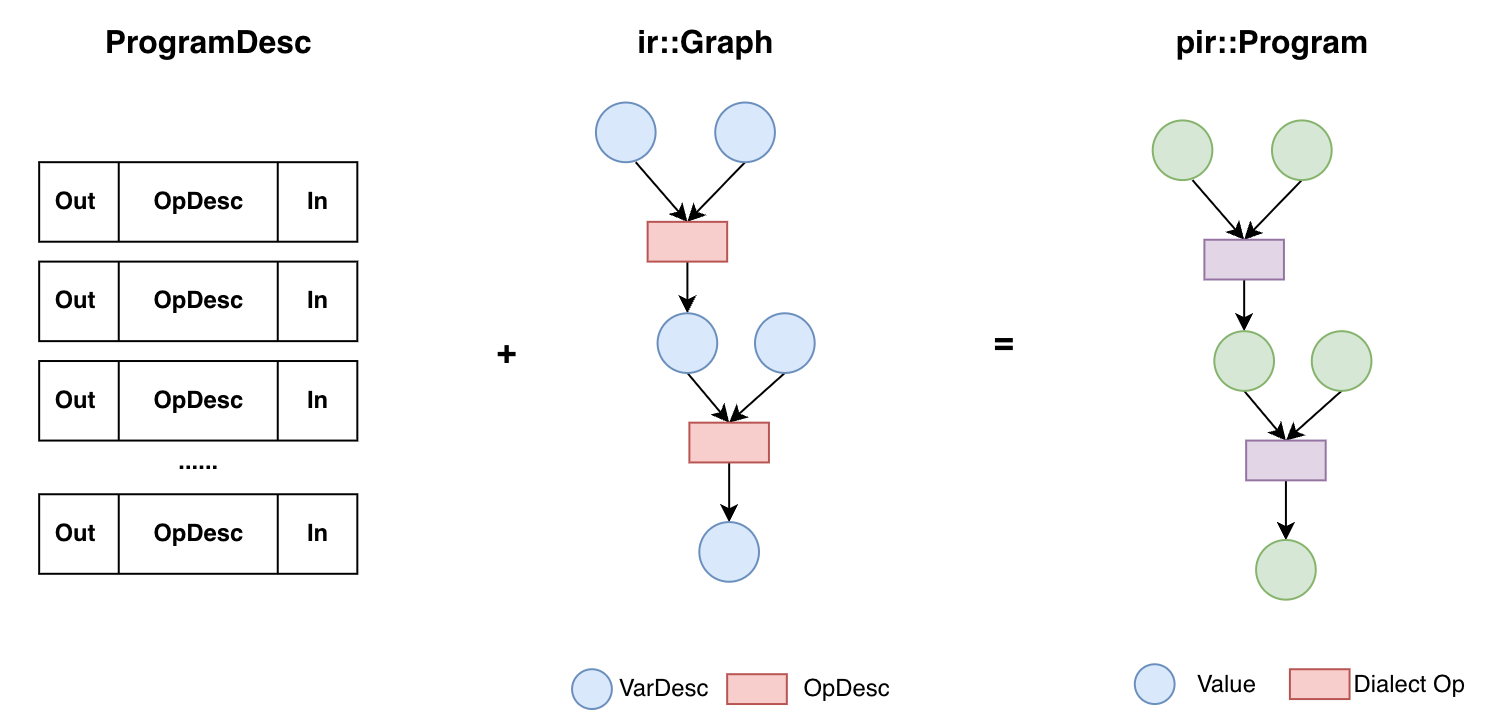 ProgramDesc
ir::Graph
pir::Program
Out OpDesc In
Out OpDesc In
+
=
Out OpDesc In
......
Out OpDesc In
VarDesc OpDesc
Value Dialect Op